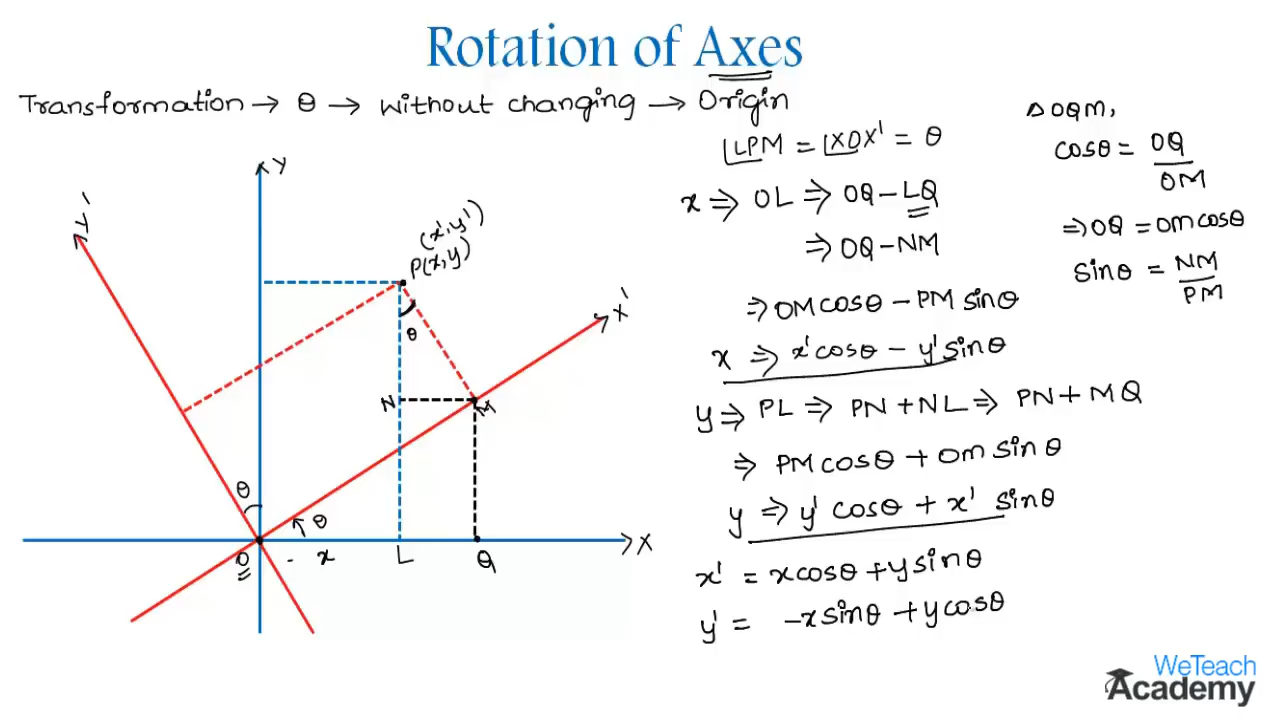 Rotation of Axes
Transformation → θ → without changing → Origin
∠LPM = ∠XOX' = θ
x ⇒ OL ⇒ OQ - LQ
⇒ OQ - NM
⇒ OM cosθ - PM sinθ
x ⇒ x' cosθ - y' sinθ
y ⇒ PL ⇒ PN + NL ⇒ PN + MQ
⇒ PM cosθ + OM sinθ
y ⇒ y' cosθ + x' sinθ
x' = x cosθ + y sinθ
y' = -x sinθ + y cosθ
Δ OQM,
cosθ = OQ
OM
⇒ OQ = OM cosθ
sinθ = NM
PM
Y
Y'
(x', y')
P(x, y)
X'
θ
N
M
θ
θ
O
x
L
Q
X
WeTeach
Academy